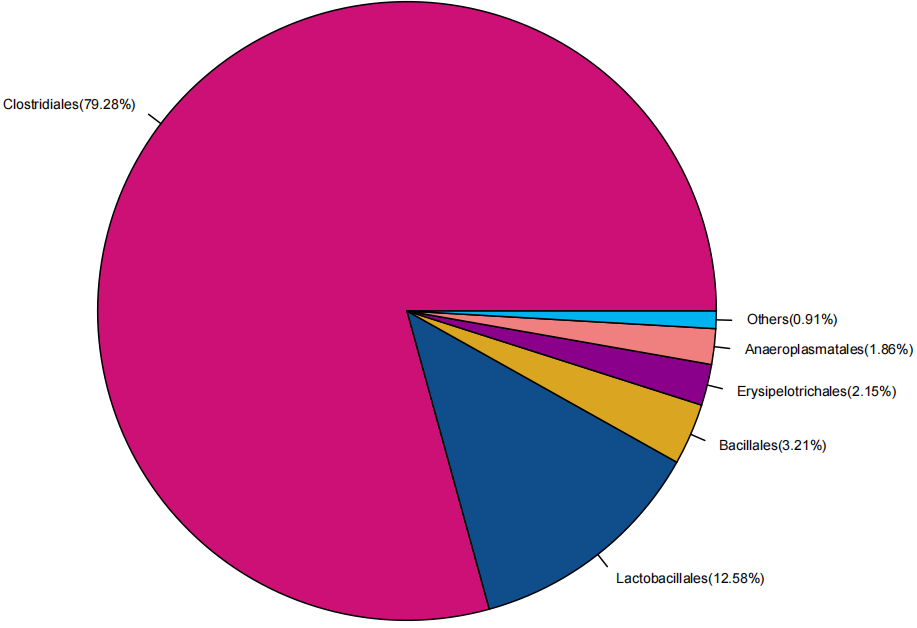 Clostridiales(79.28%)
Others(0.91%)
Anaeroplasmatales(1.86%)
Erysipelotrichales(2.15%)
Bacillales(3.21%)
Lactobacillales(12.58%)